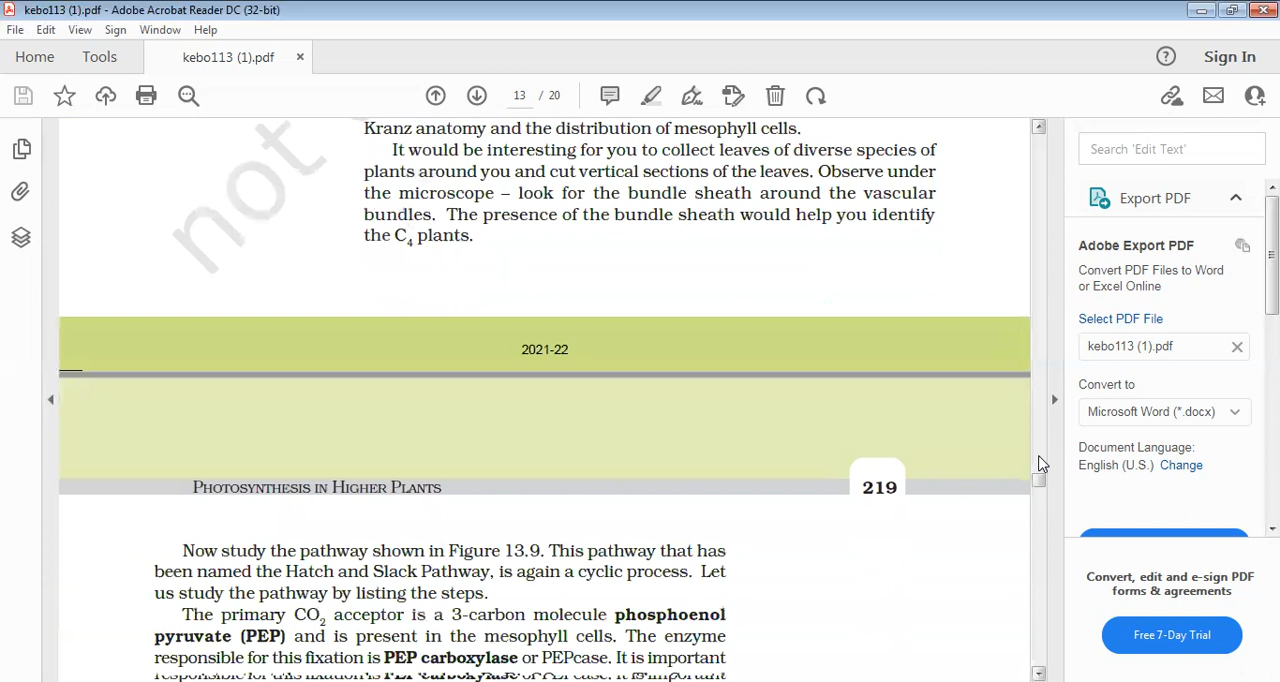 kebo113 (1).pdf - Adobe Acrobat Reader DC (32-bit)
File Edit View Sign Window Help
Home Tools kebo113 (1).pdf × Sign In
13 / 20
Kranz anatomy and the distribution of mesophyll cells.
It would be interesting for you to collect leaves of diverse species of
plants around you and cut vertical sections of the leaves. Observe under
the microscope – look for the bundle sheath around the vascular
bundles. The presence of the bundle sheath would help you identify
the C4 plants.
not
2021-22
PHOTOSYNTHESIS IN HIGHER PLANTS 219
Now study the pathway shown in Figure 13.9. This pathway that has
been named the Hatch and Slack Pathway, is again a cyclic process. Let
us study the pathway by listing the steps.
The primary CO2 acceptor is a 3-carbon molecule phosphoenol
pyruvate (PEP) and is present in the mesophyll cells. The enzyme
responsible for this fixation is PEP carboxylase or PEPcase. It is important
Search 'Edit Text'
Export PDF
Adobe Export PDF
Convert PDF Files to Word
or Excel Online
Select PDF File
kebo113 (1).pdf
Convert to
Microsoft Word (*.docx)
Document Language:
English (U.S.) Change
Convert, edit and e-sign PDF
forms & agreements
Free 7-Day Trial